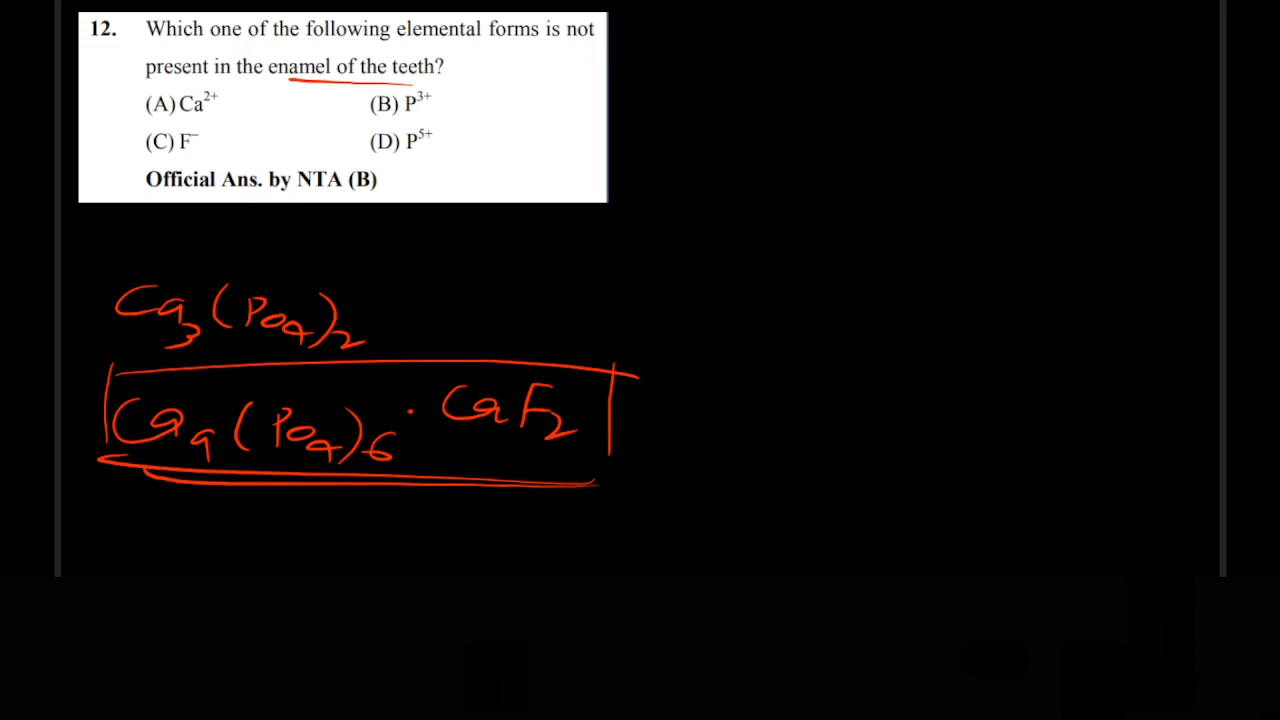 12. Which one of the following elemental forms is not
present in the enamel of the teeth?
(A) Ca²⁺ (B) P³⁺
(C) F⁻ (D) P⁵⁺
Official Ans. by NTA (B)
Ca₃(PO₄)₂
Ca₉(PO₄)₆ · CaF₂